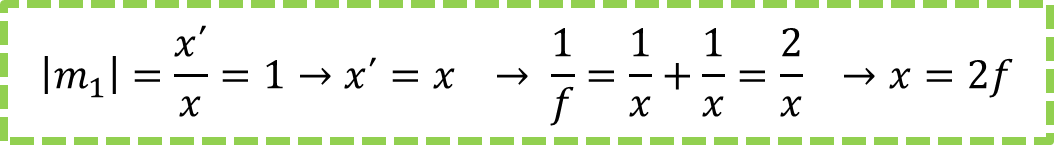 |m₁| = x′/x = 1 → x′ = x → 1/f = 1/x + 1/x = 2/x → x = 2f